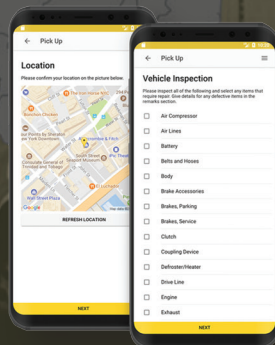 Pick Up
Location
Please confirm your location on the picture below.
REFRESH LOCATION
NEXT
Pick Up
Vehicle Inspection
Please inspect all of the following and select any items that
require repair. Give details for any defective items in the
remarks section.
Air Compressor
Air Lines
Battery
Belts and Hoses
Body
Brake Accessories
Brakes, Parking
Brakes, Service
Clutch
Coupling Device
Defroster/Heater
Drive Line
Engine
Exhaust
NEXT